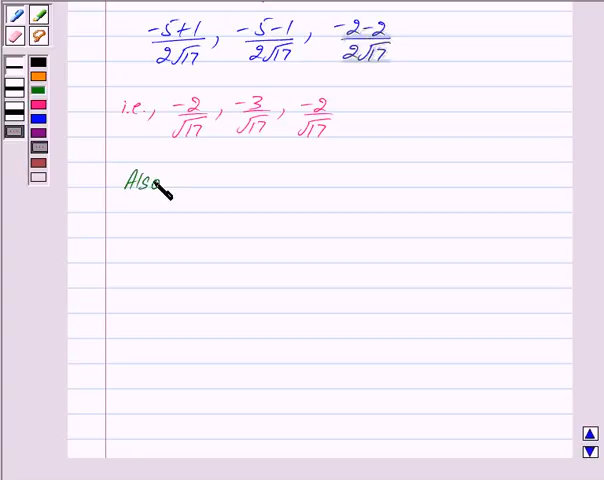 -5+1/2√17, -5-1/2√17, -2-2/2√17
i.e., -2/√17, -3/√17, -2/√17
Also